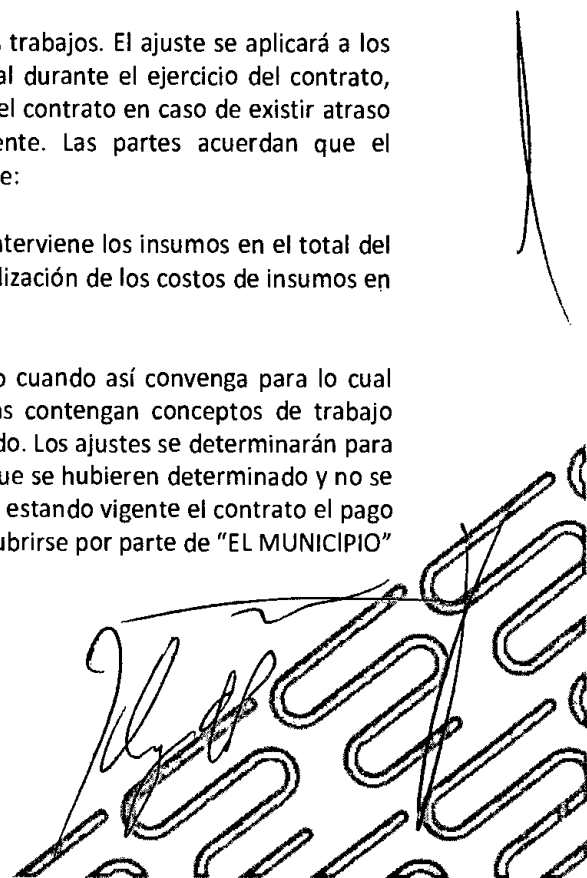 trabajos. El ajuste se aplicará a los
al durante el ejercicio del contrato,
el contrato en caso de existir atraso
ente. Las partes acuerdan que el
e:
nterviene los insumos en el total del
lización de los costos de insumos en
o cuando así convenga para lo cual
as contengan conceptos de trabajo
do. Los ajustes se determinarán para
que se hubieren determinado y no se
estando vigente el contrato el pago
ubrirse por parte de "EL MUNICIPIO"